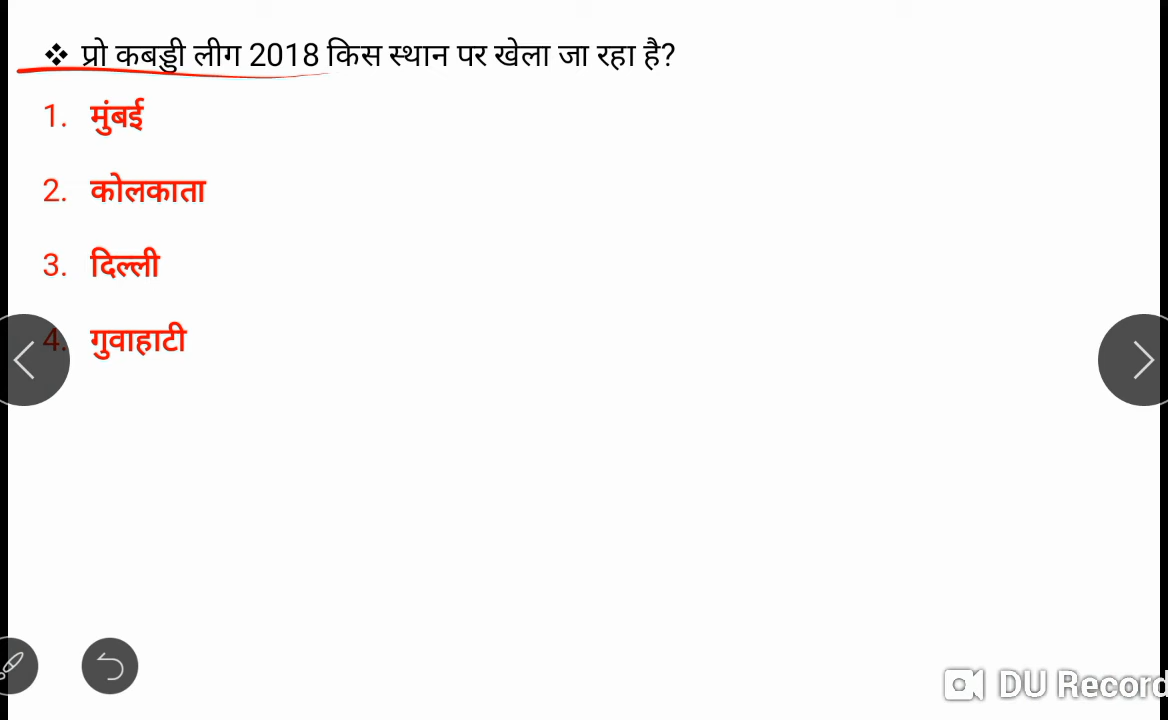 ❖ प्रो कबड्डी लीग 2018 किस स्थान पर खेला जा रहा है?
1. मुंबई
2. कोलकाता
3. दिल्ली
4. गुवाहाटी
DU Record